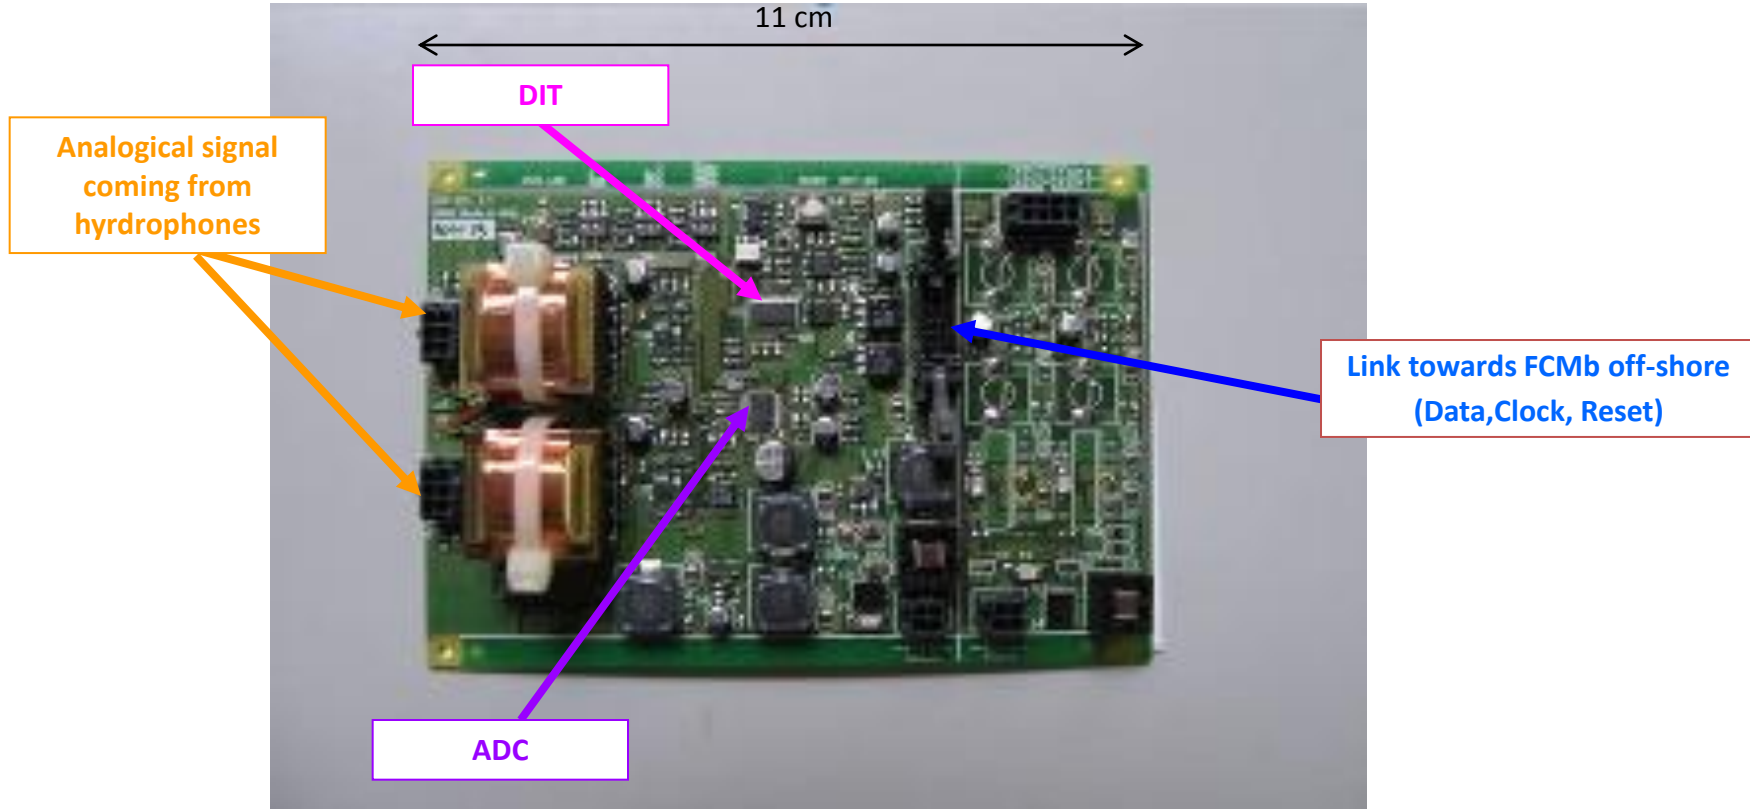 11 cm
DIT
Analogical signal
coming from
hyrdrophones
Link towards FCMb off-shore
(Data,Clock, Reset)
ADC